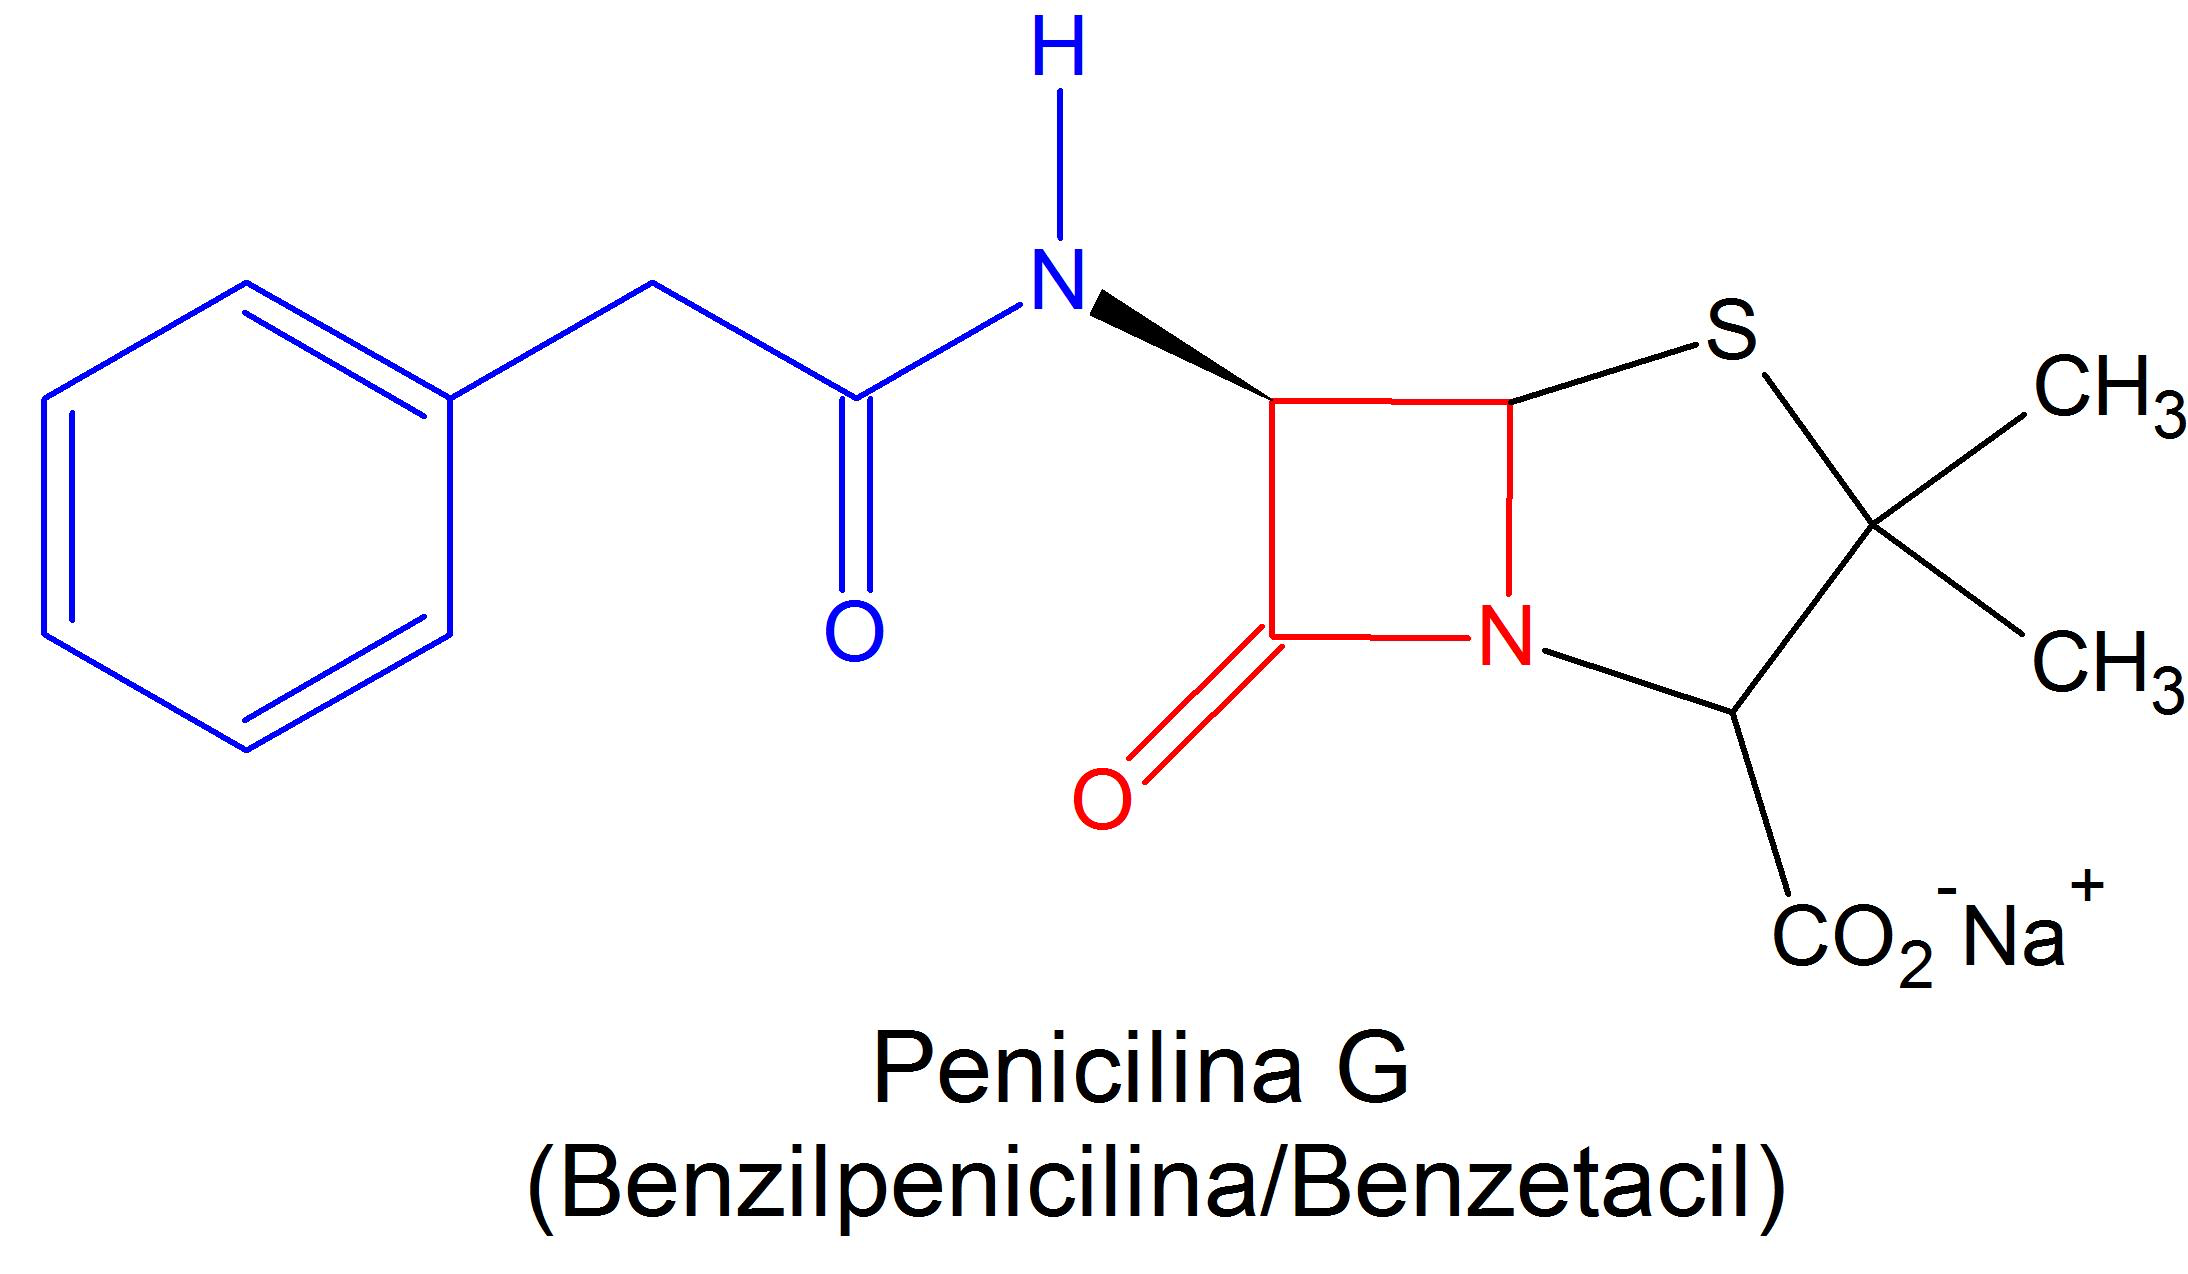 H
N
S
CH3
O
N
CH3
O
CO2-Na+
Penicilina G
(Benzilpenicilina/Benzetacil)